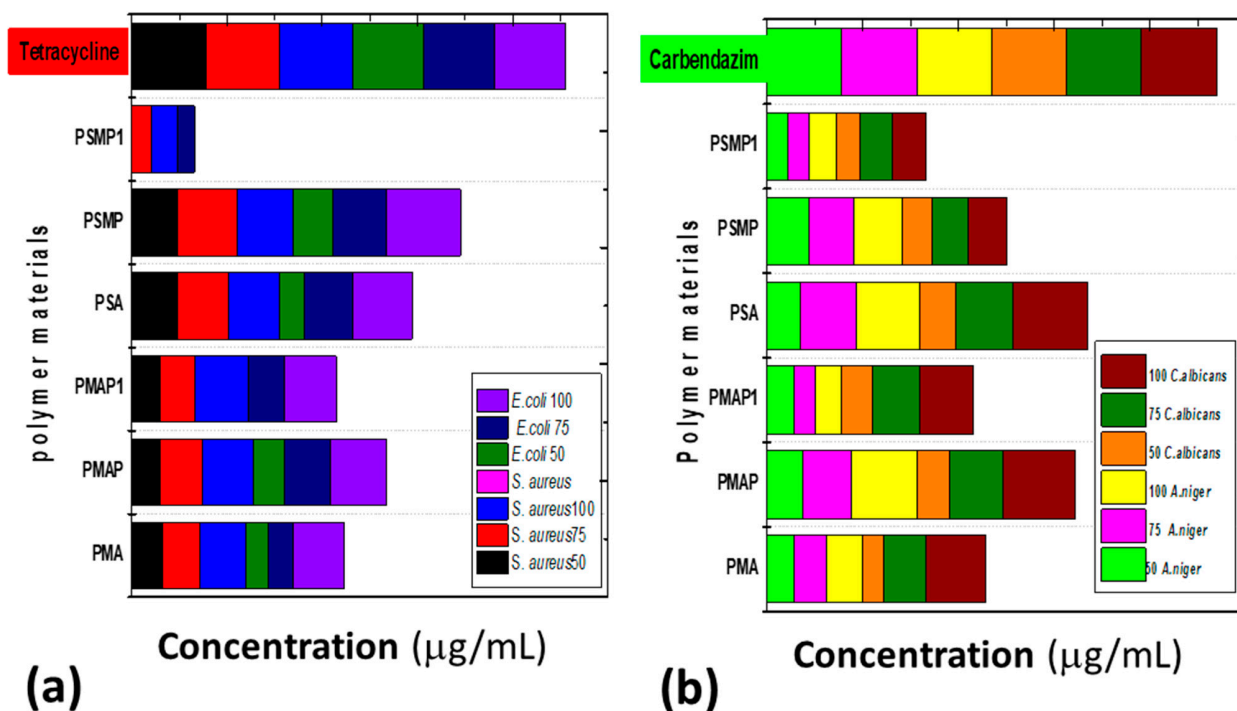 Tetracycline
PSMP1
PSMP
PSA
PMAP1
PMAP
PMA
polymer materials
E.coli 100
E.coli 75
E.coli 50
S. aureus
S. aureus100
S. aureus75
S. aureus50
Concentration (μg/mL)
(a)
Carbendazim
PSMP1
PSMP
PSA
PMAP1
PMAP
PMA
Polymer materials
100 C.albicans
75 C.albicans
50 C.albicans
100 A.niger
75 A.niger
50 A.niger
Concentration (μg/mL)
(b)